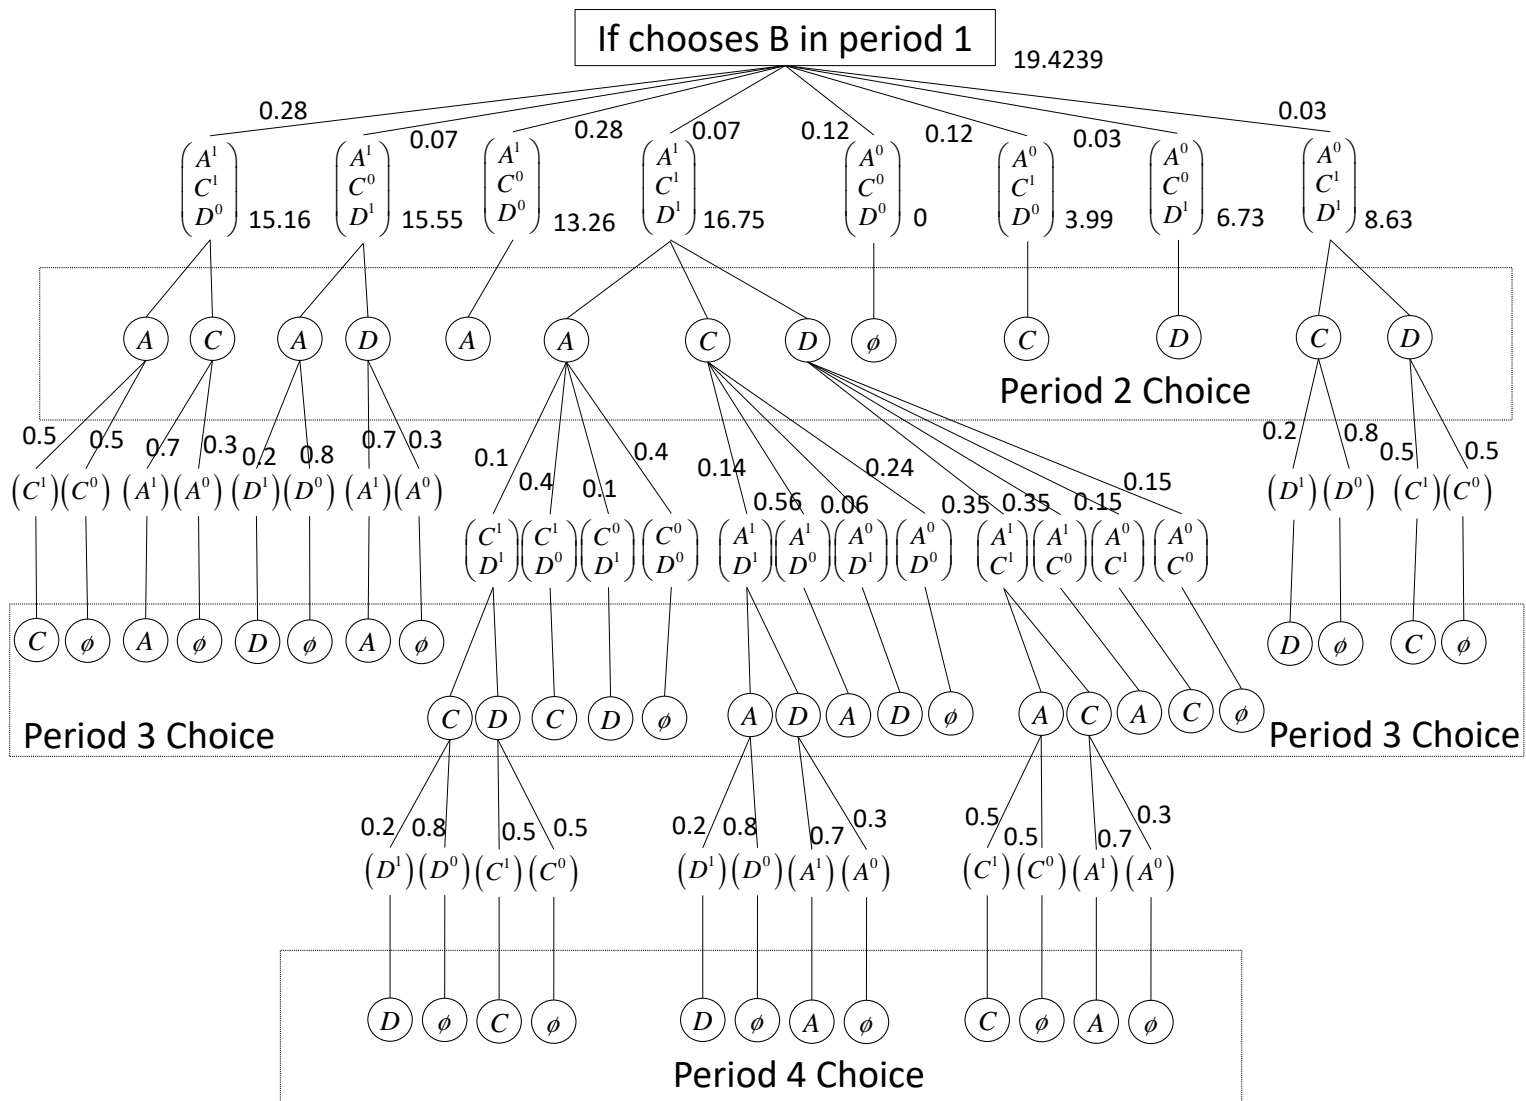 If chooses B in period 1
19.4239
0.28 0.07 0.28 0.07 0.12 0.12 0.03 0.03
A¹ A¹ A¹ A¹ A⁰ A⁰ A⁰ A⁰
C¹ C⁰ C⁰ C¹ C⁰ C¹ C⁰ C¹
D⁰ D¹ D⁰ D¹ D⁰ D⁰ D¹ D¹
15.16 15.55 13.26 16.75 0 3.99 6.73 8.63
A C A D A A C D ϕ C D C D
Period 2 Choice
0.5 0.5 0.7 0.3 0.2 0.8 0.7 0.3 0.1 0.4 0.1 0.4 0.14 0.56 0.06 0.24 0.35 0.35 0.15 0.15 0.2 0.8 0.5 0.5
(C¹) (C⁰) (A¹) (A⁰) (D¹) (D⁰) (A¹) (A⁰) (D¹) (D⁰) (C¹) (C⁰)
C¹ C¹ C⁰ C⁰ A¹ A¹ A⁰ A⁰ A¹ A¹ A⁰ A⁰
D¹ D⁰ D¹ D⁰ D¹ D⁰ D¹ D⁰ C¹ C⁰ C¹ C⁰
C ϕ A ϕ D ϕ A ϕ D ϕ C ϕ
C D C D ϕ A D A D ϕ A C A C ϕ
Period 3 Choice
Period 3 Choice
0.2 0.8 0.5 0.5 0.2 0.8 0.7 0.3 0.5 0.5 0.7 0.3
(D¹) (D⁰) (C¹) (C⁰) (D¹) (D⁰) (A¹) (A⁰) (C¹) (C⁰) (A¹) (A⁰)
D ϕ C ϕ D ϕ A ϕ C ϕ A ϕ
Period 4 Choice